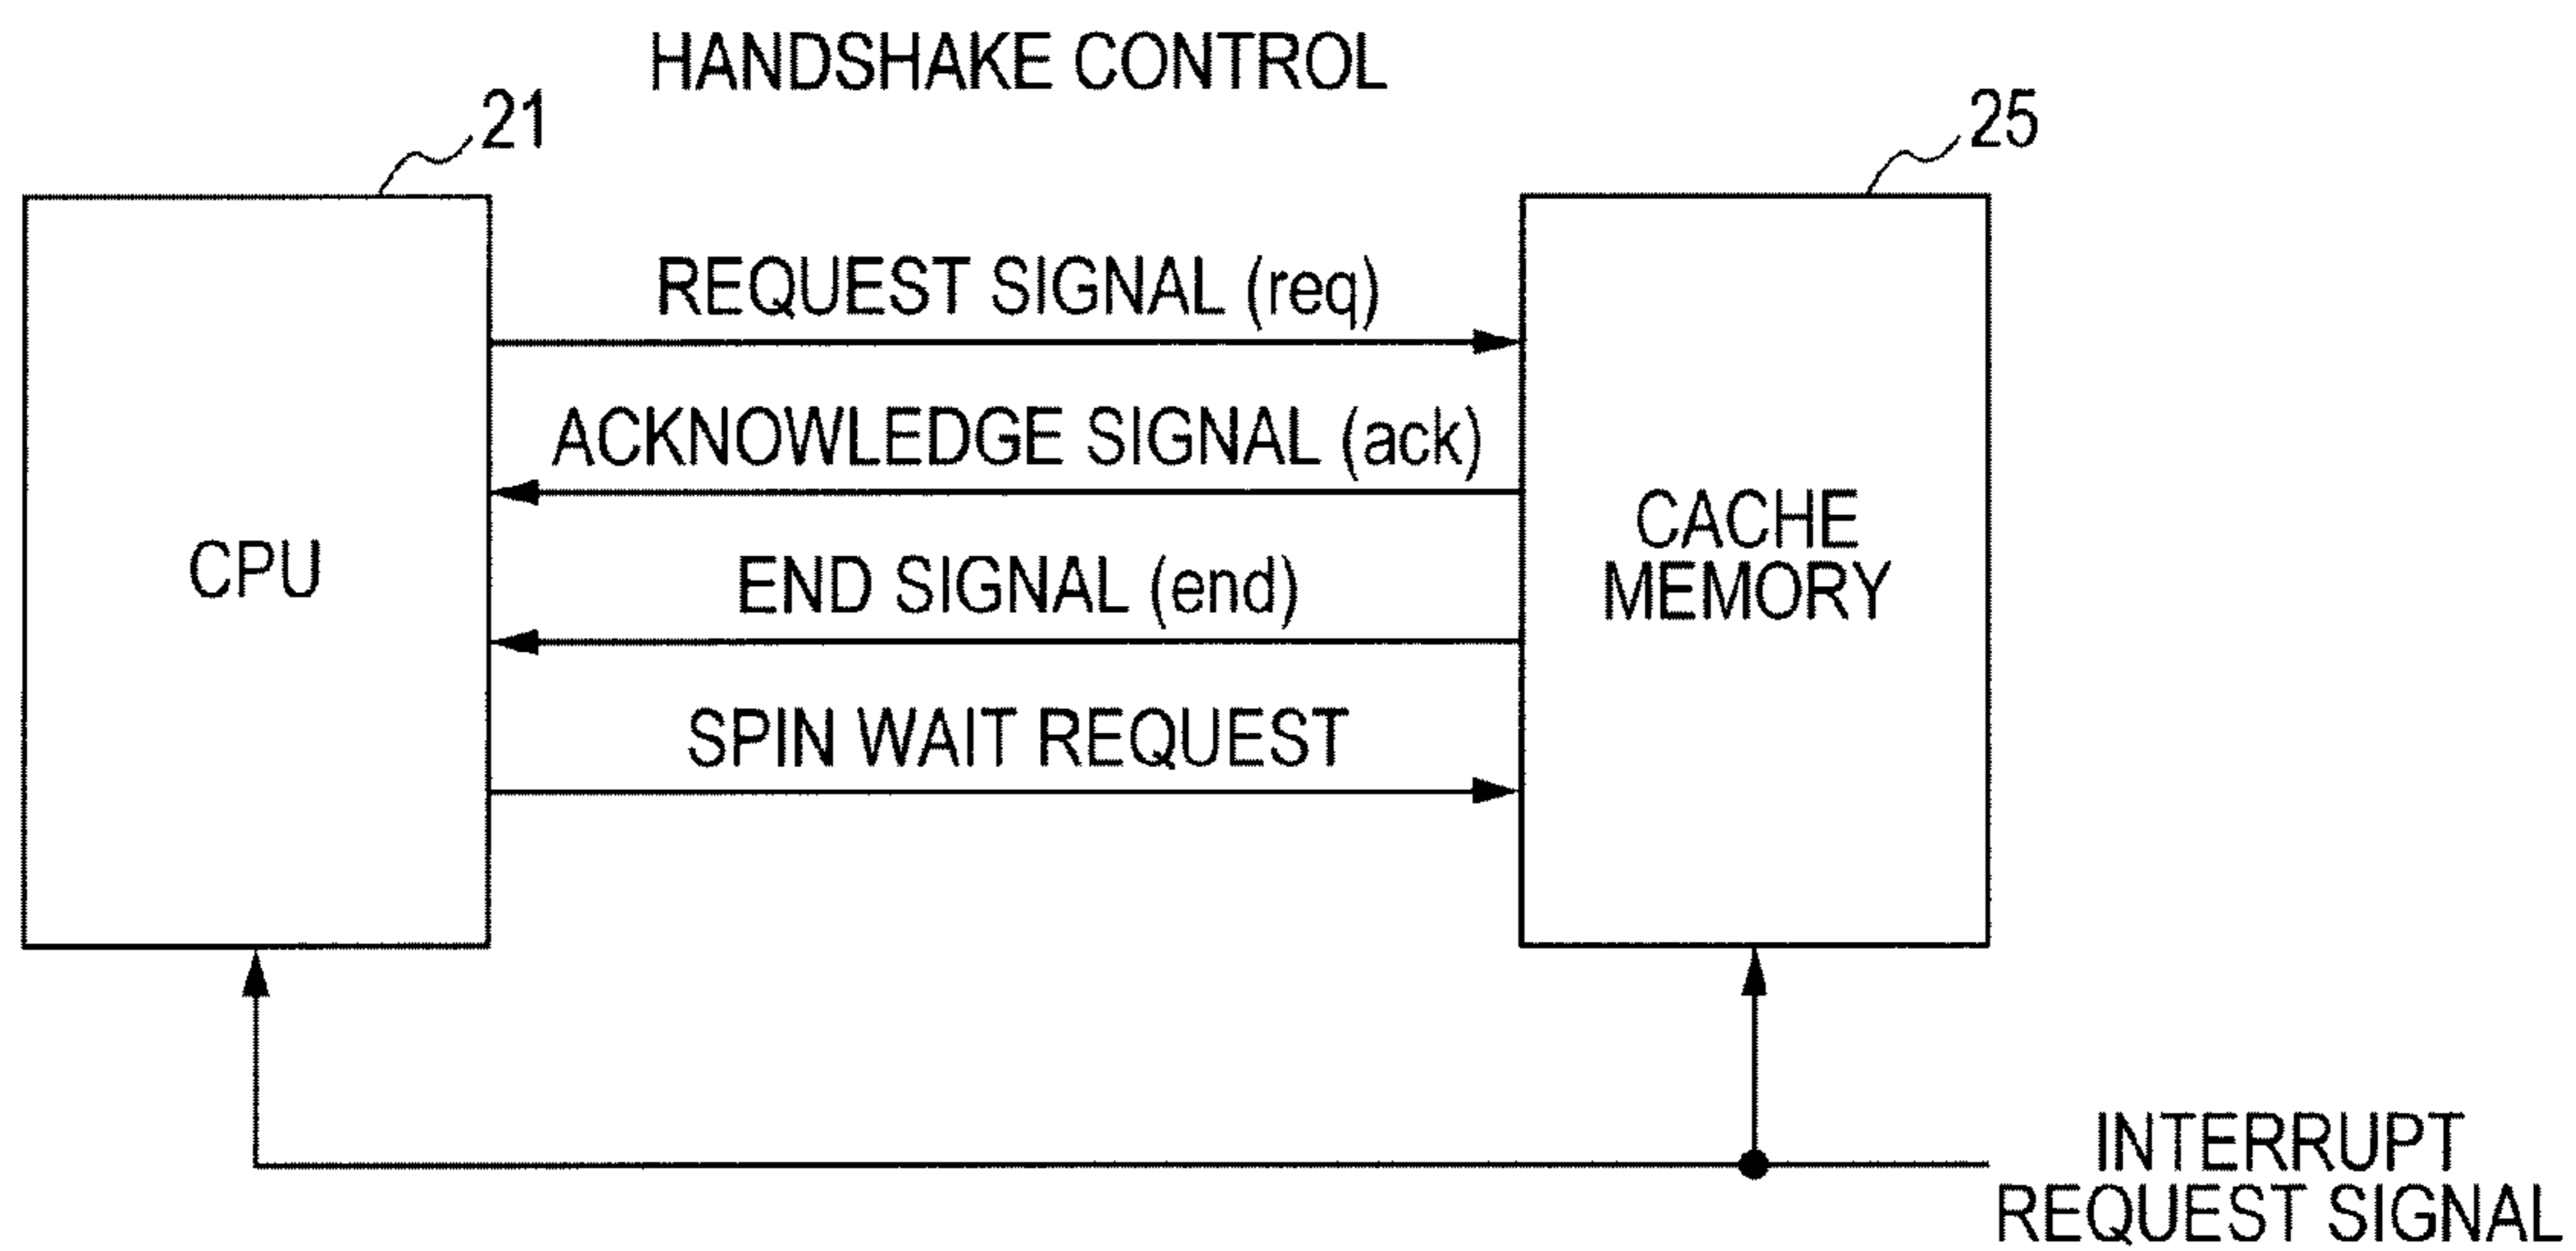 HANDSHAKE CONTROL
21
25
REQUEST SIGNAL (req)
ACKNOWLEDGE SIGNAL (ack)
END SIGNAL (end)
SPIN WAIT REQUEST
CPU
CACHE
MEMORY
INTERRUPT
REQUEST SIGNAL